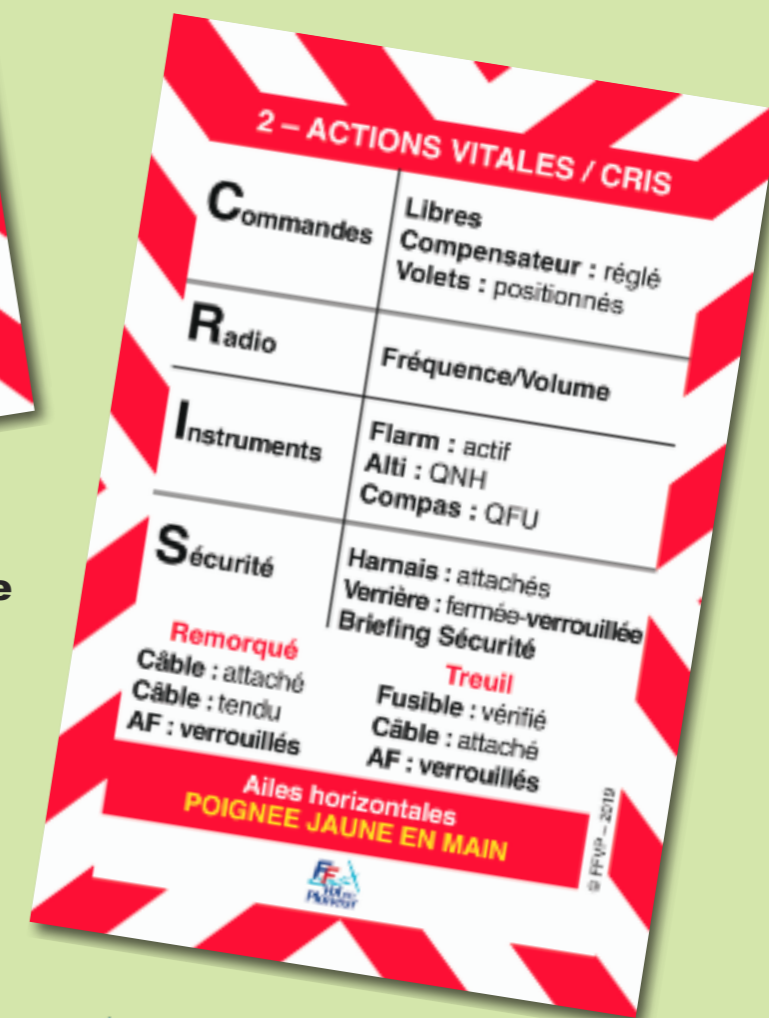 2 – ACTIONS VITALES / CRIS
Commandes
Libres
Compensateur : réglé
Volets : positionnés
Radio
Fréquence/Volume
Instruments
Flarm : actif
Alti : QNH
Compas : QFU
Sécurité
Harnais : attachés
Verrière : fermée-verrouillée
Briefing Sécurité
Remorqué
Câble : attaché
Câble : tendu
AF : verrouillés
Treuil
Fusible : vérifié
Câble : attaché
AF : verrouillés
Ailes horizontales
POIGNEE JAUNE EN MAIN
© FFVP – 2019
e